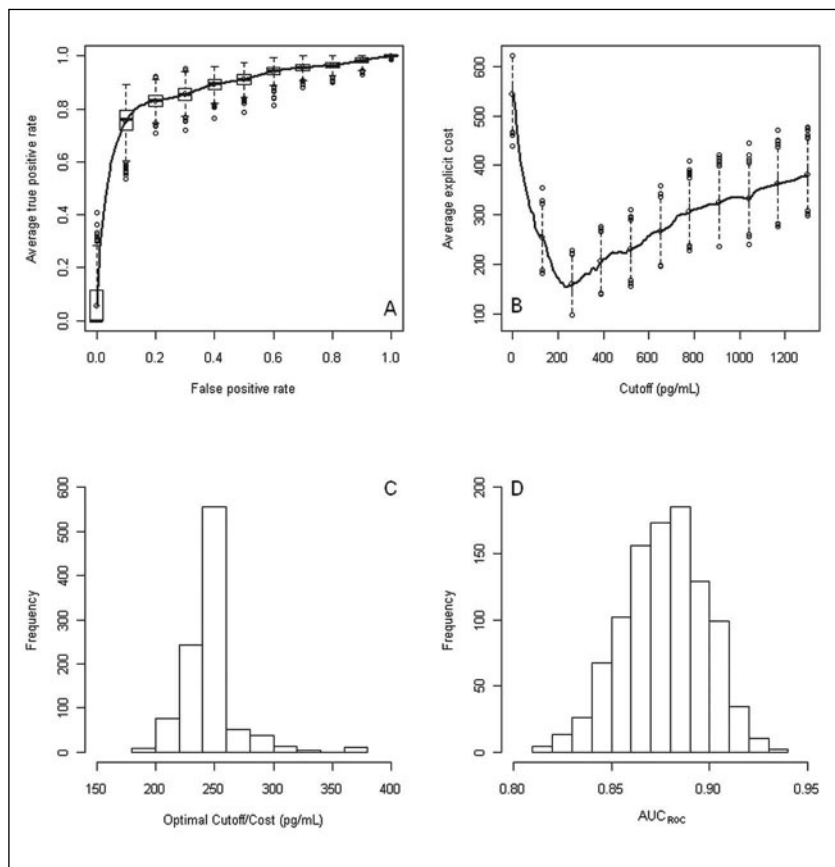 1.0
0.8
0.6
0.4
0.2
0.0
Average true positive rate
A
0.0 0.2 0.4 0.6 0.8 1.0
False positive rate
600
500
400
300
200
100
Average explicit cost
B
0 200 400 600 800 1000 1200
Cutoff (pg/mL)
600
500
400
300
200
100
0
Frequency
C
150 200 250 300 350 400
Optimal Cutoff/Cost (pg/mL)
200
150
100
50
0
Frequency
D
0.80 0.85 0.90 0.95
AUC ROC